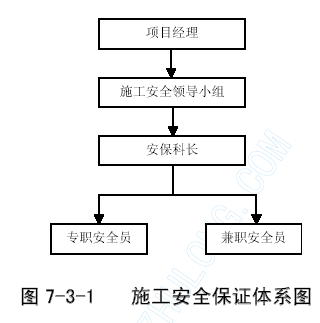 项目经理
施工安全领导小组
安保科长
专职安全员
兼职安全员
图 7-3-1 施工安全保证体系图